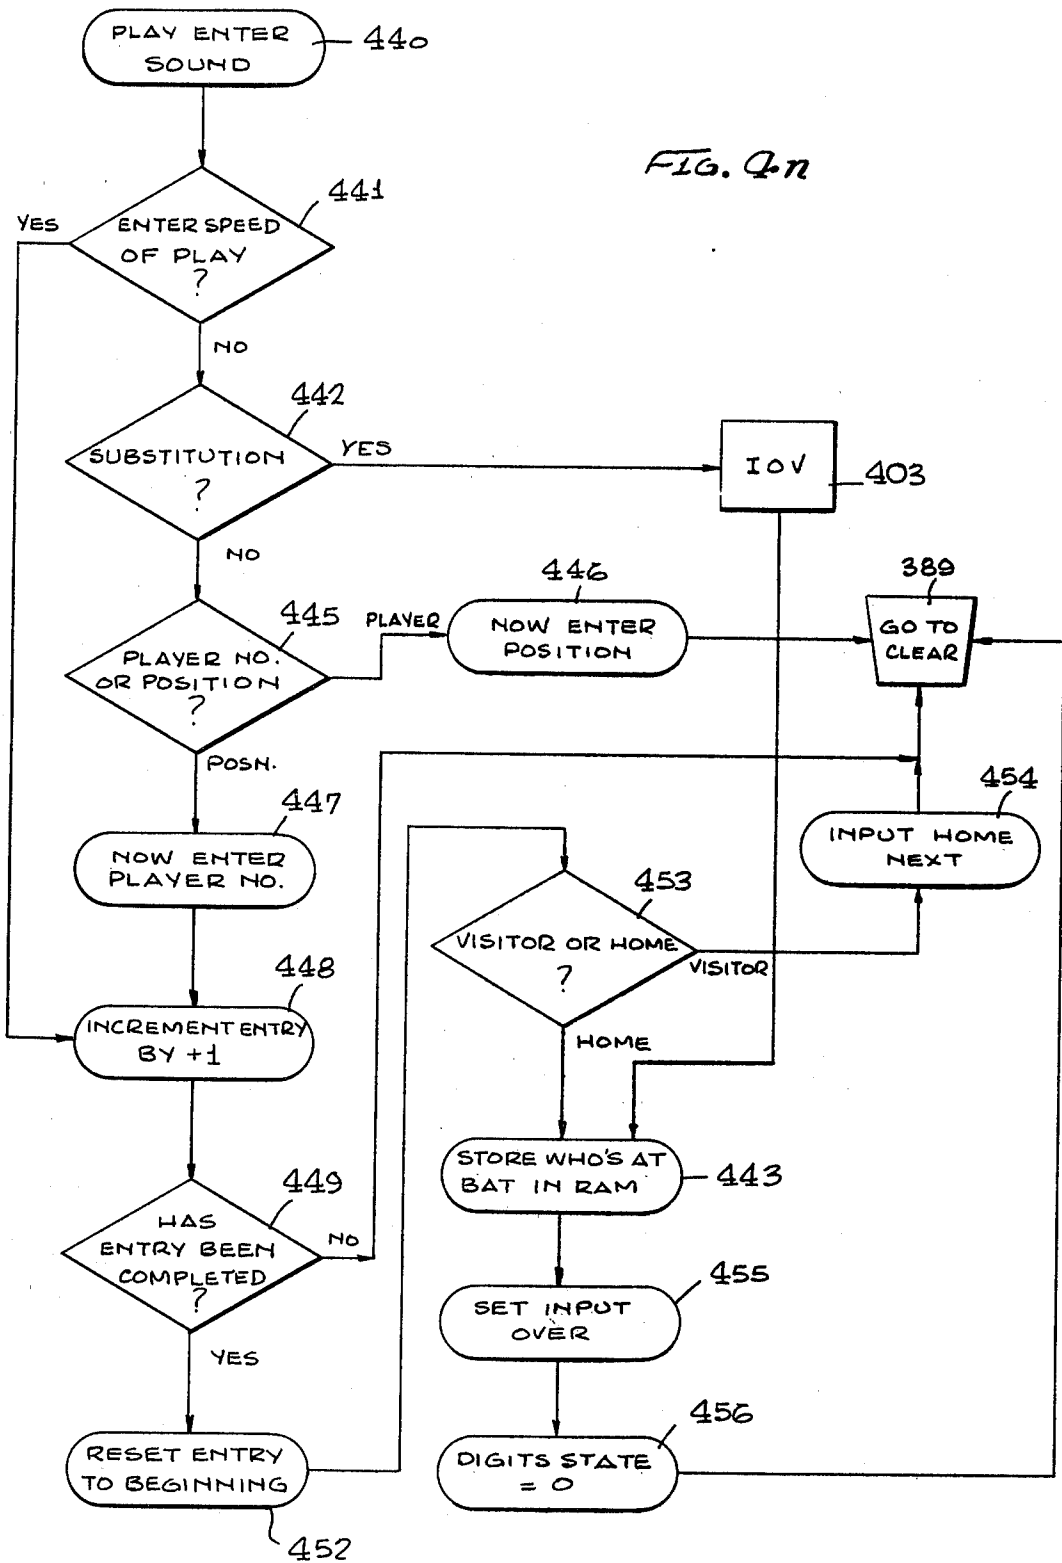 PLAY ENTER
SOUND
440
FIG. 4n
441
YES
ENTER SPEED
OF PLAY
?
NO
442
SUBSTITUTION
?
YES
IOV
403
NO
446
389
445
PLAYER
PLAYER NO.
OR POSITION
?
NOW ENTER
POSITION
GO TO
CLEAR
POSN.
447
NOW ENTER
PLAYER NO.
454
INPUT HOME
NEXT
453
VISITOR OR HOME
?
VISITOR
448
INCREMENT ENTRY
BY +1
HOME
449
HAS
ENTRY BEEN
COMPLETED
?
NO
STORE WHO'S AT
BAT IN RAM
443
YES
455
SET INPUT
OVER
456
RESET ENTRY
TO BEGINNING
452
DIGITS STATE
= 0